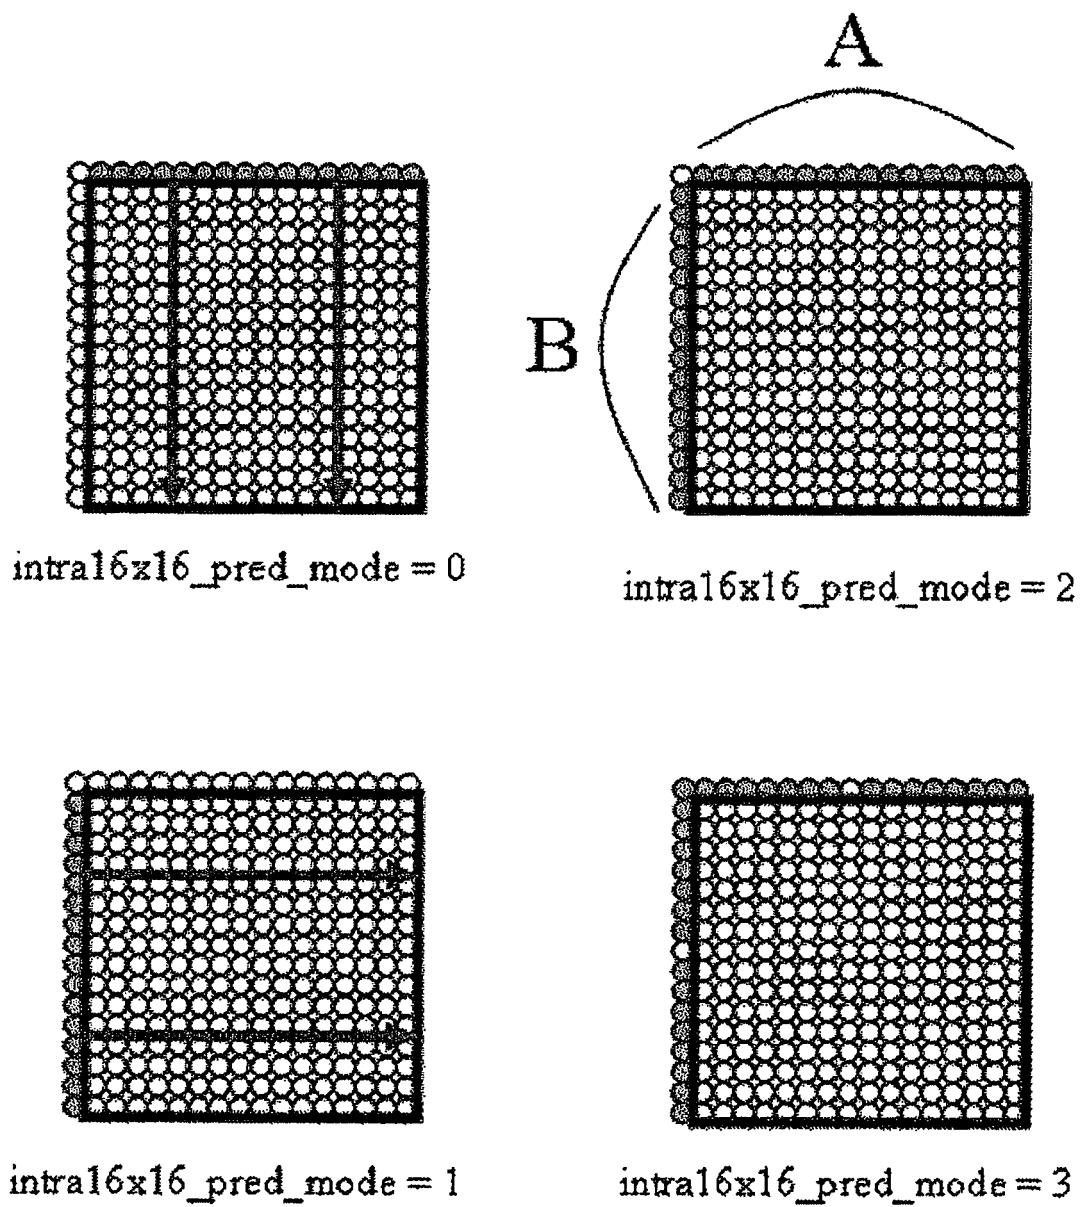 A
B
intra16x16_pred_mode = 0
intra16x16_pred_mode = 2
intra16x16_pred_mode = 1
intra16x16_pred_mode = 3